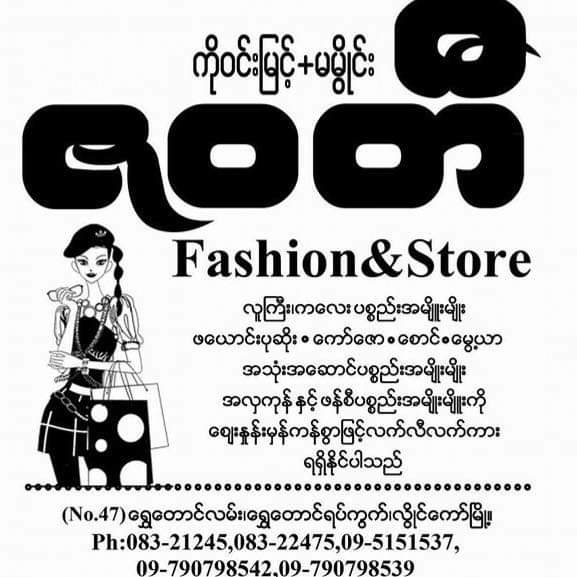 ကိုဝင်းမြင့်+မမွှိုင်း
ရဝတီ
Fashion&Store
လူကြီး၊ကလေး ပစ္စည်းအမျိုးမျိုး
ဖယောင်းပုဆိုး • ကော်ဇော • စောင် • မွေ့ယာ
အသုံးအဆောင်ပစ္စည်းအမျိုးမျိုး
အလှကုန် နှင့် ဖန်စီပစ္စည်းအမျိုးမျိုးကို
ဈေးနှုန်းမှန်ကန်စွာဖြင့်လက်လီလက်ကား
ရရှိနိုင်ပါသည်
(No.47) ရွှေတောင်လမ်း၊ရွှေတောင်ရပ်ကွက်၊လွိုင်ကော်မြို့။
Ph:083-21245,083-22475,09-5151537,
09-790798542,09-790798539